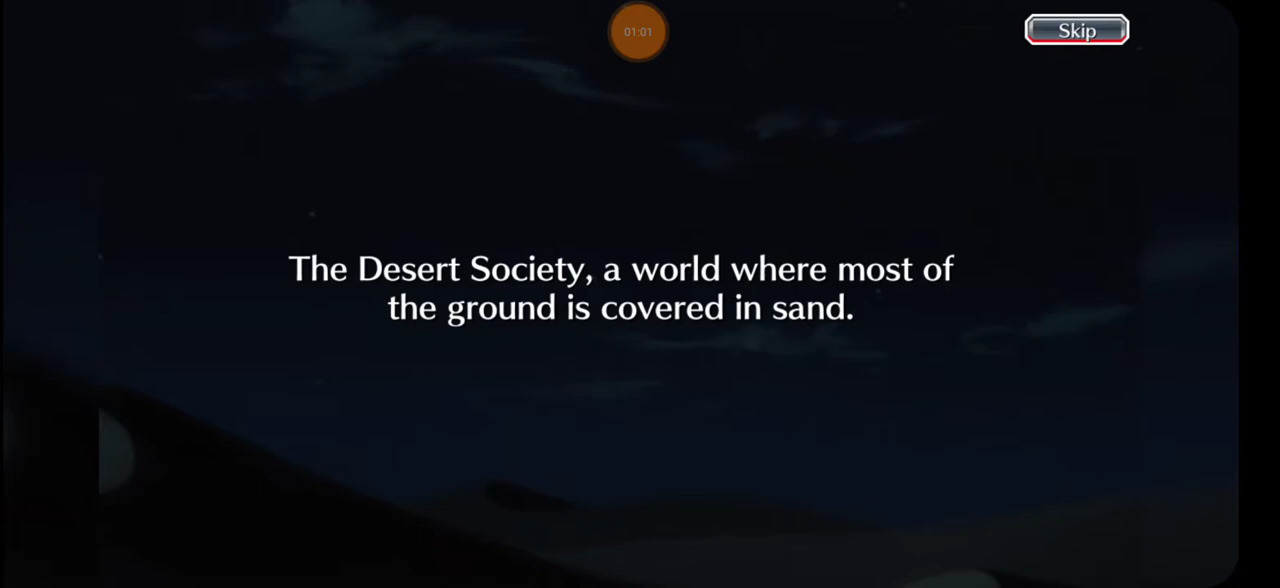 01:01
Skip
The Desert Society, a world where most of
the ground is covered in sand.